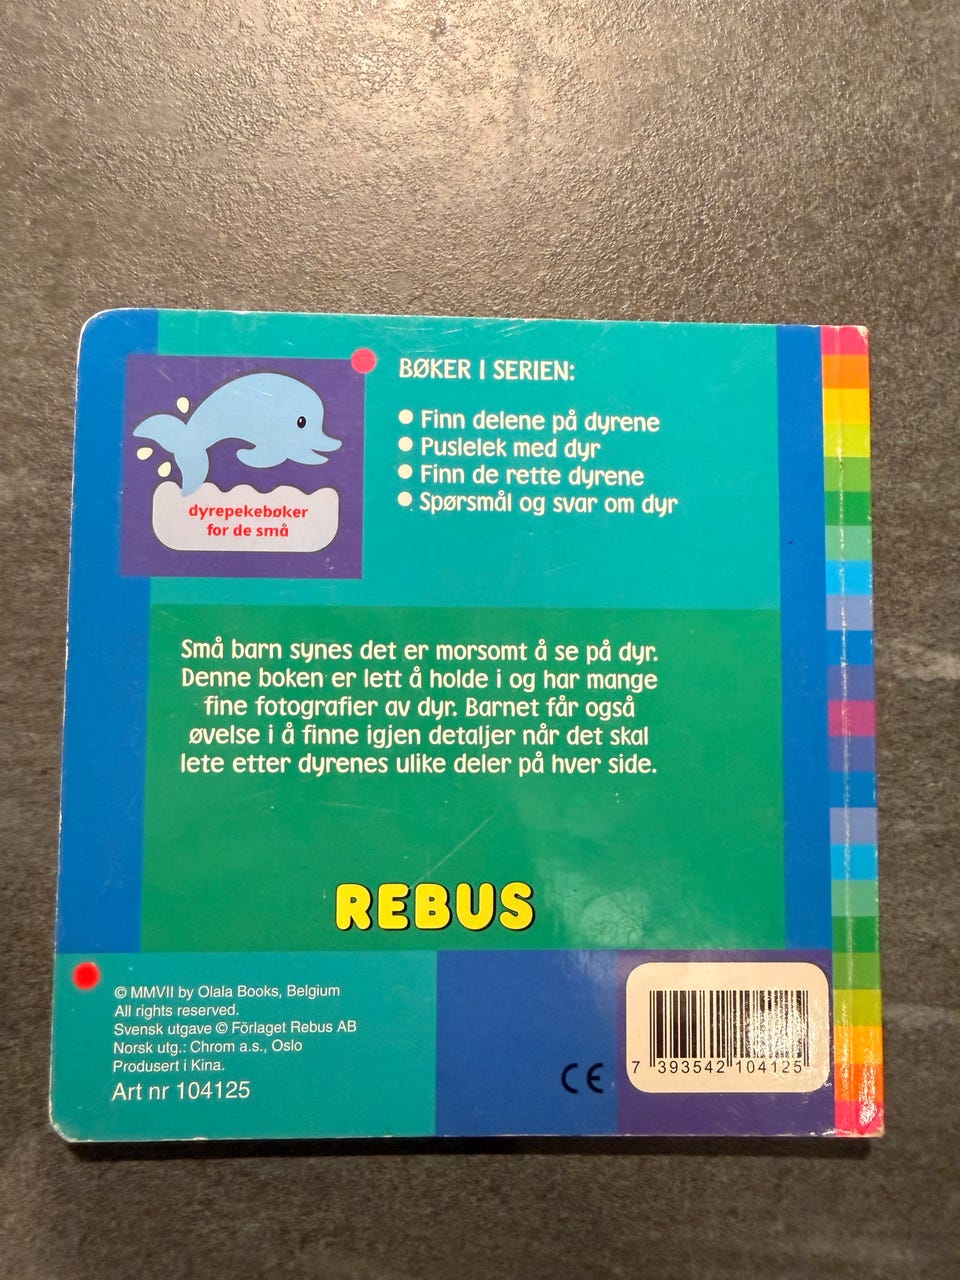 BØKER I SERIEN:
Finn delene på dyrene
Puslelek med dyr
Finn de rette dyrene
Spørsmål og svar om dyr
dyrepekebøker
for de små
Små barn synes det er morsomt å se på dyr.
Denne boken er lett å holde i og har mange
fine fotografier av dyr. Barnet får også
øvelse i å finne igjen detaljer når det skal
lete etter dyrenes ulike deler på hver side.
REBUS
© MMVII by Olala Books, Belgium
All rights reserved.
Svensk utgave © Förlaget Rebus AB
Norsk utg.: Chrom a.s., Oslo
Produsert i Kina.
Art nr 104125
CE
7 393542 104125